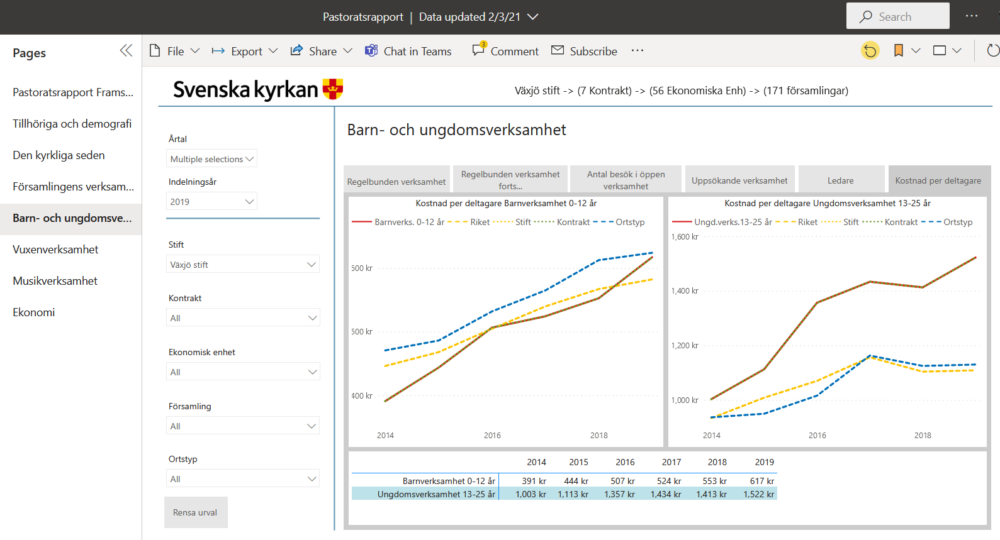 Pastoratsrapport | Data updated 2/3/21
Search
Pages
File
Export
Share
Chat in Teams
3
Comment
Subscribe
Pastoratsrapport Frams...
Tillhöriga och demografi
Den kyrkliga seden
Församlingens verksam...
Barn- och ungdomsve...
Vuxenverksamhet
Musikverksamhet
Ekonomi
Svenska kyrkan
Växjö stift -> (7 Kontrakt) -> (56 Ekonomiska Enh) -> (171 församlingar)
Årtal
Multiple selections
Indelningsår
2019
Stift
Växjö stift
Kontrakt
All
Ekonomisk enhet
All
Församling
All
Ortstyp
All
Rensa urval
Barn- och ungdomsverksamhet
Regelbunden verksamhet
Regelbunden verksamhet
forts...
Antal besök i öppen
verksamhet
Uppsökande verksamhet
Ledare
Kostnad per deltagare
Kostnad per deltagare Barnverksamhet 0-12 år
Barnverks. 0-12 år Riket Stift Kontrakt Ortstyp
600 kr
500 kr
400 kr
2014 2016 2018
Kostnad per deltagare Ungdomsverksamhet 13-25 år
Ungd.verks.13-25 år Riket Stift Kontrakt Ortstyp
1,600 kr
1,400 kr
1,200 kr
1,000 kr
2014 2016 2018
2014 2015 2016 2017 2018 2019
Barnverksamhet 0-12 år 391 kr 444 kr 507 kr 524 kr 553 kr 617 kr
Ungdomsverksamhet 13-25 år 1,003 kr 1,113 kr 1,357 kr 1,434 kr 1,413 kr 1,522 kr